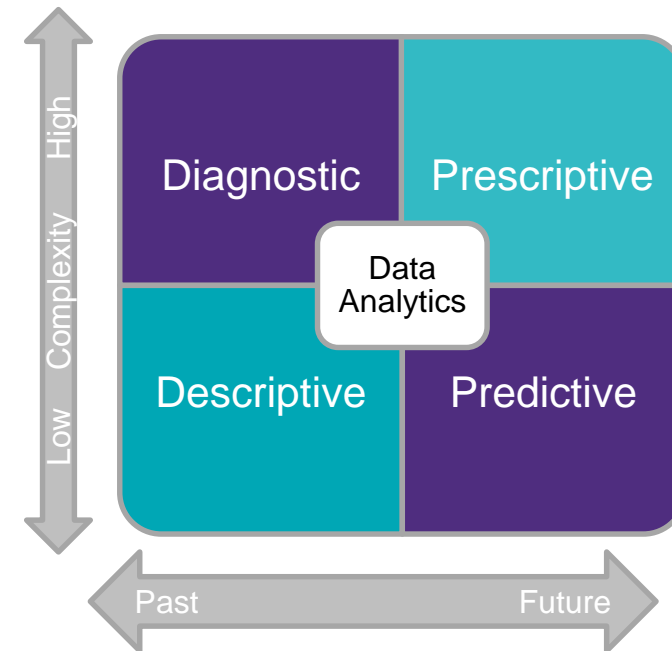 High
Complexity
Low
Diagnostic
Prescriptive
Data
Analytics
Descriptive
Predictive
Past
Future